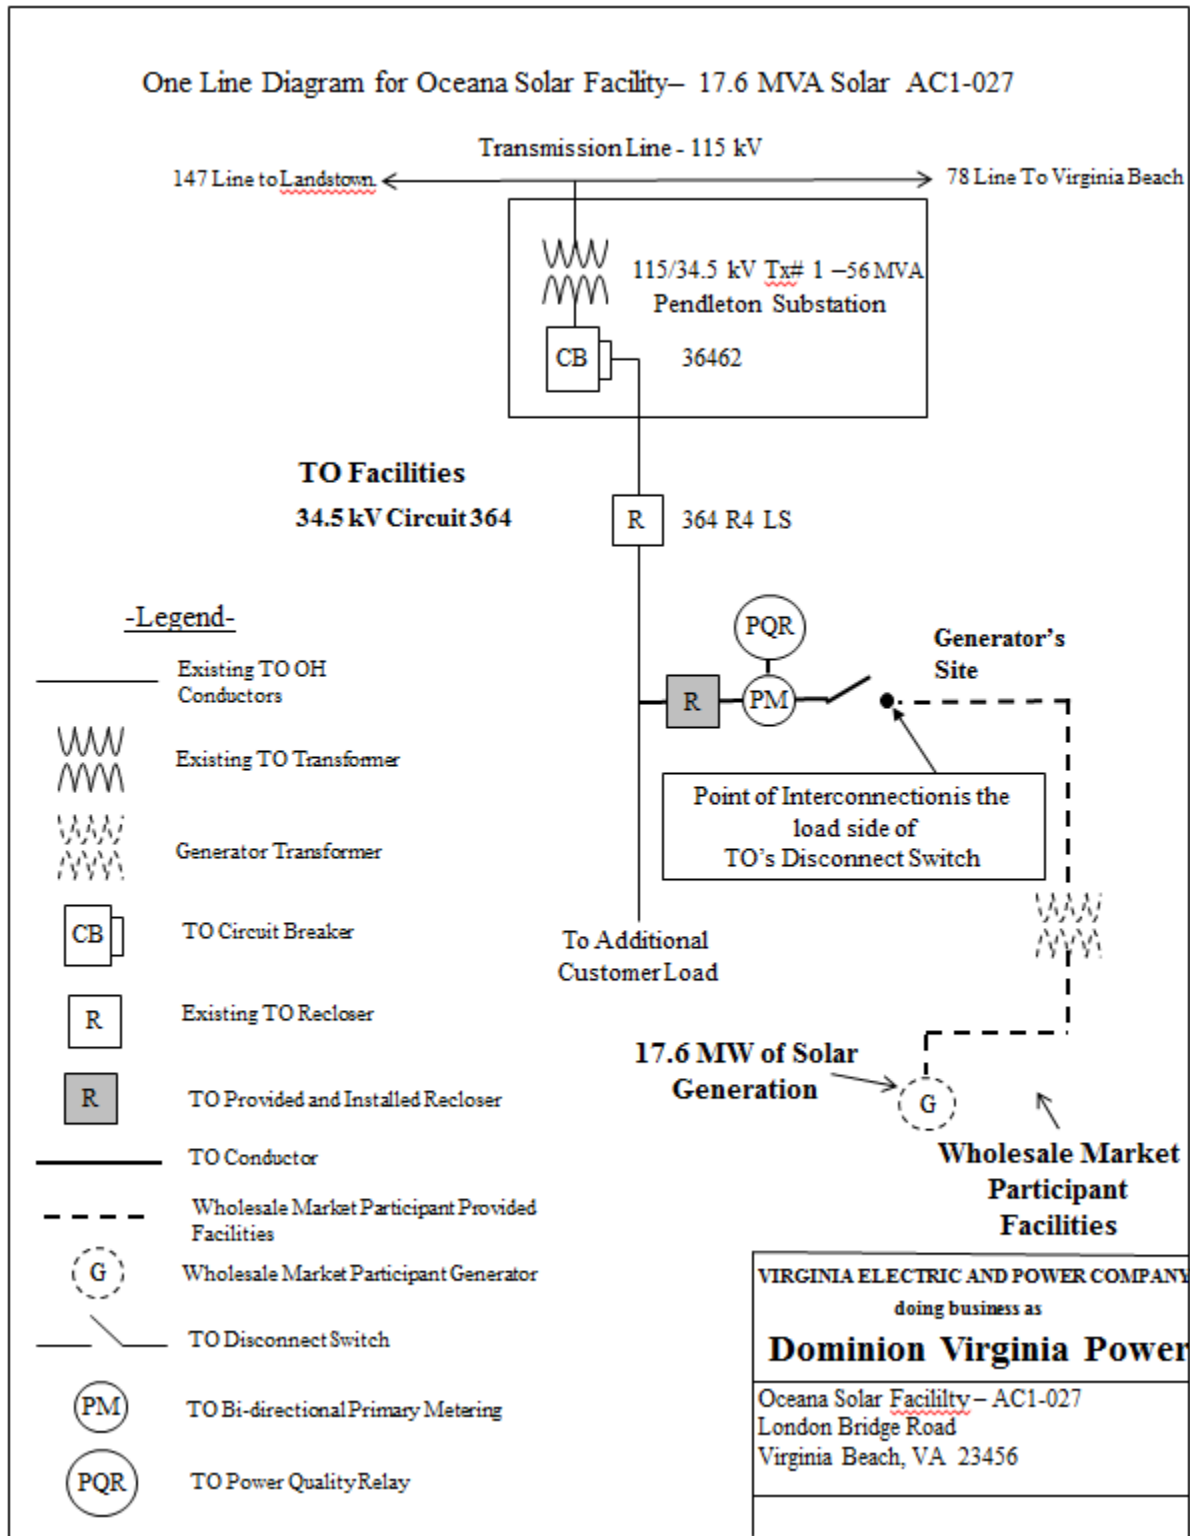 One Line Diagram for Oceana Solar Facility– 17.6 MVA Solar AC1-027
Transmission Line - 115 kV
147 Line to Landstown
78 Line To Virginia Beach
115/34.5 kV Tx# 1 –56 MVA
Pendleton Substation
CB
36462
TO Facilities
34.5 kV Circuit 364
R
364 R4 LS
PQR
Generator's
Site
R
PM
Point of Interconnection is the
load side of
TO's Disconnect Switch
To Additional
Customer Load
17.6 MW of Solar
Generation
G
Wholesale Market
Participant
Facilities
-Legend-
Existing TO OH
Conductors
Existing TO Transformer
Generator Transformer
CB
TO Circuit Breaker
R
Existing TO Recloser
R
TO Provided and Installed Recloser
TO Conductor
Wholesale Market Participant Provided
Facilities
G
Wholesale Market Participant Generator
TO Disconnect Switch
PM
TO Bi-directional Primary Metering
PQR
TO Power Quality Relay
VIRGINIA ELECTRIC AND POWER COMPANY
doing business as
Dominion Virginia Power
Oceana Solar Facililty – AC1-027
London Bridge Road
Virginia Beach, VA 23456